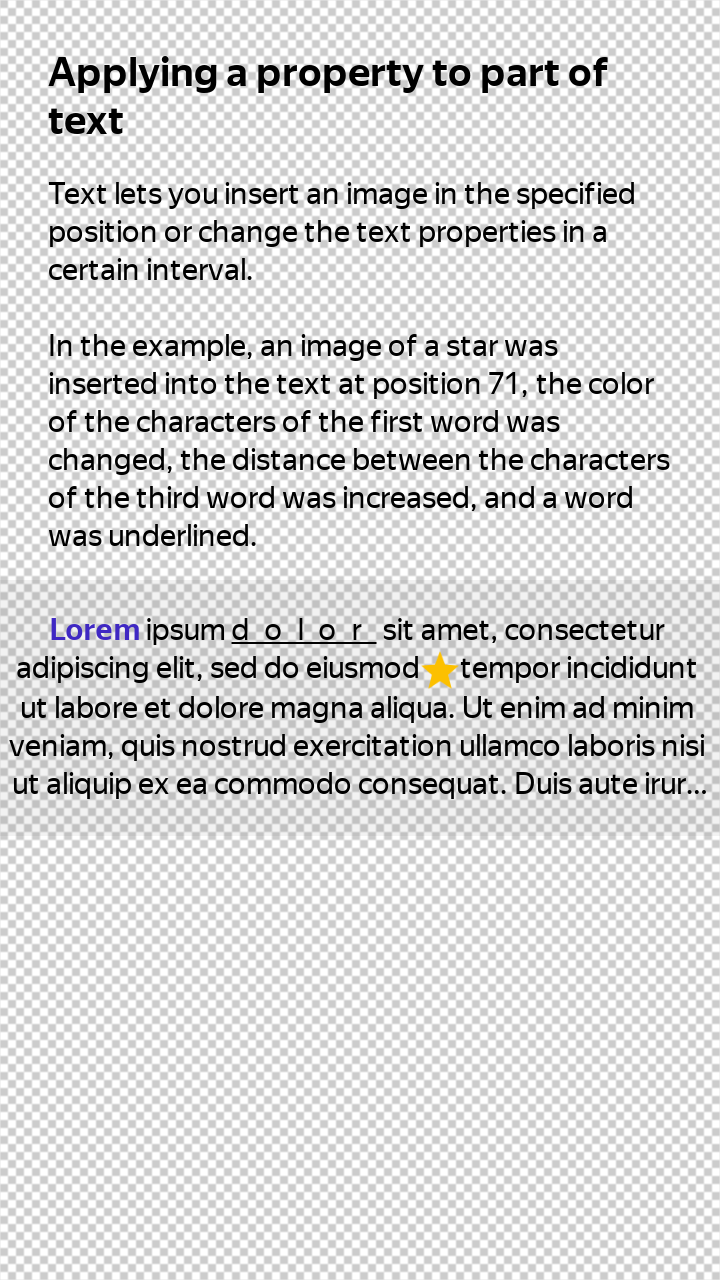 Applying a property to part of
text
Text lets you insert an image in the specified
position or change the text properties in a
certain interval.
In the example, an image of a star was
inserted into the text at position 71, the color
of the characters of the first word was
changed, the distance between the characters
of the third word was increased, and a word
was underlined.
Lorem ipsum d o l o r sit amet, consectetur
adipiscing elit, sed do eiusmod tempor incididunt
ut labore et dolore magna aliqua. Ut enim ad minim
veniam, quis nostrud exercitation ullamco laboris nisi
ut aliquip ex ea commodo consequat. Duis aute irur...